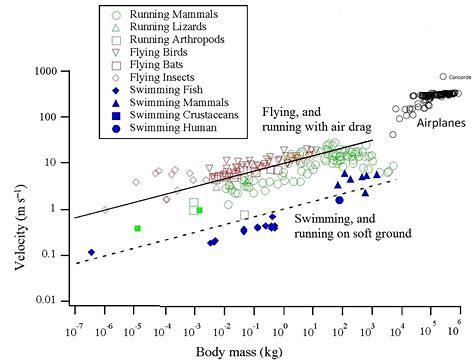 Running Mammals
Running Lizards
Running Arthropods
Flying Birds
Flying Bats
Flying Insects
Swimming Fish
Swimming Mammals
Swimming Crustaceans
Swimming Human
1000
100
10
1
0.1
0.01
Velocity (m s⁻¹)
Concorde
Airplanes
Flying, and
running with air drag
Swimming, and
running on soft ground
10⁻⁷ 10⁻⁶ 10⁻⁵ 10⁻⁴ 10⁻³ 10⁻² 10⁻¹ 10⁰ 10¹ 10² 10³ 10⁴ 10⁵ 10⁶
Body mass (kg)